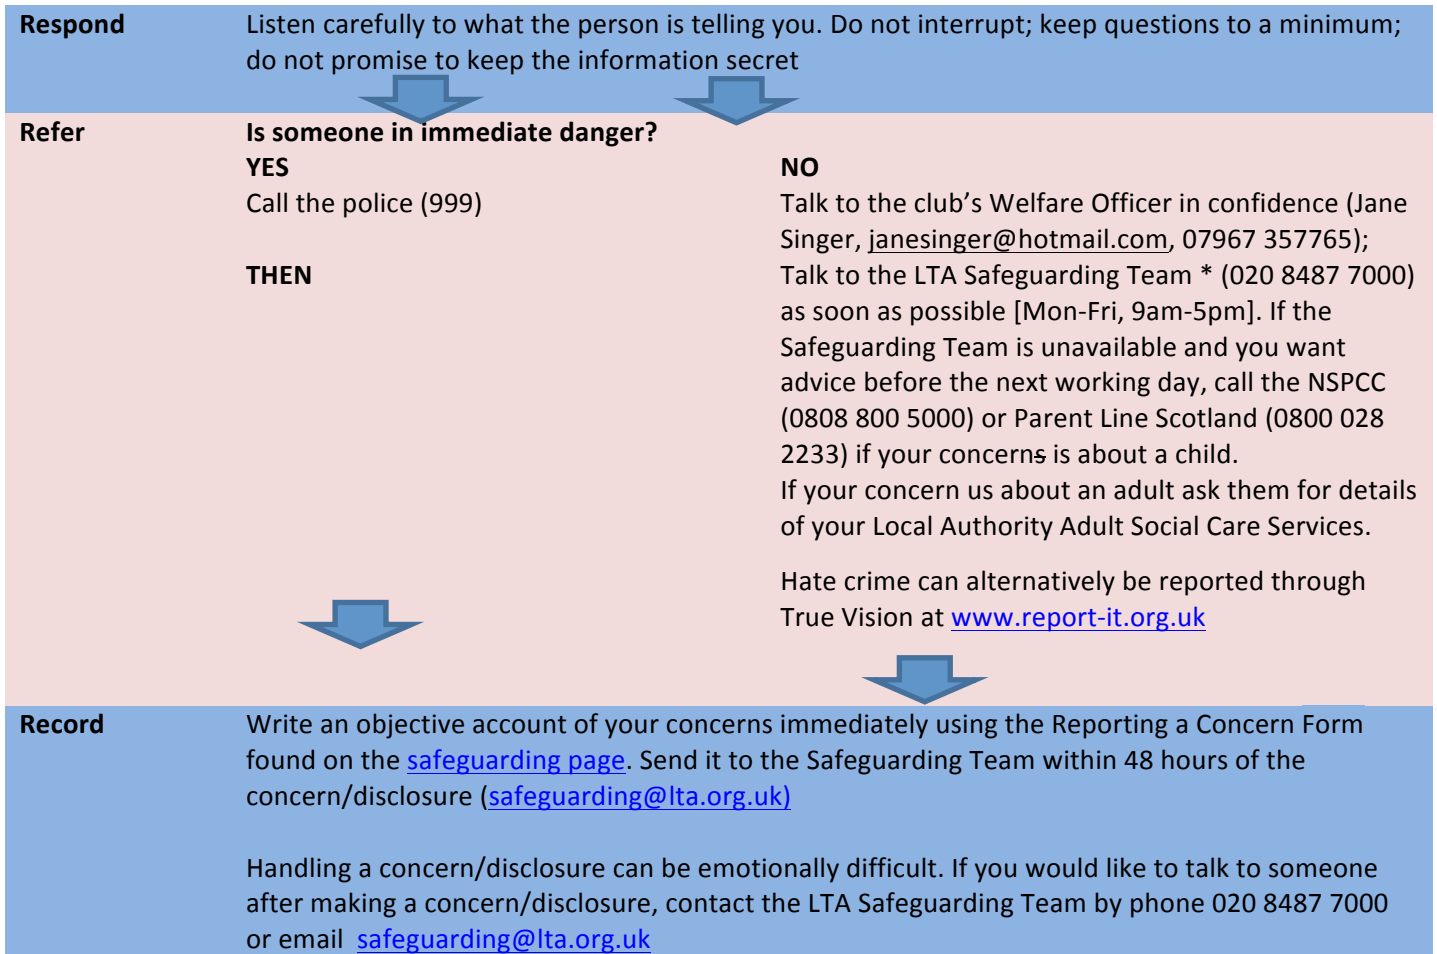 Respond
Listen carefully to what the person is telling you. Do not interrupt; keep questions to a minimum;
do not promise to keep the information secret
Refer
Is someone in immediate danger?
YES
Call the police (999)
THEN
NO
Talk to the club’s Welfare Officer in confidence (Jane
Singer, janesinger@hotmail.com, 07967 357765);
Talk to the LTA Safeguarding Team * (020 8487 7000)
as soon as possible [Mon-Fri, 9am-5pm]. If the
Safeguarding Team is unavailable and you want
advice before the next working day, call the NSPCC
(0808 800 5000) or Parent Line Scotland (0800 028
2233) if your concerns is about a child.
If your concern us about an adult ask them for details
of your Local Authority Adult Social Care Services.
Hate crime can alternatively be reported through
True Vision at www.report-it.org.uk
Record
Write an objective account of your concerns immediately using the Reporting a Concern Form
found on the safeguarding page. Send it to the Safeguarding Team within 48 hours of the
concern/disclosure (safeguarding@lta.org.uk)
Handling a concern/disclosure can be emotionally difficult. If you would like to talk to someone
after making a concern/disclosure, contact the LTA Safeguarding Team by phone 020 8487 7000
or email safeguarding@lta.org.uk